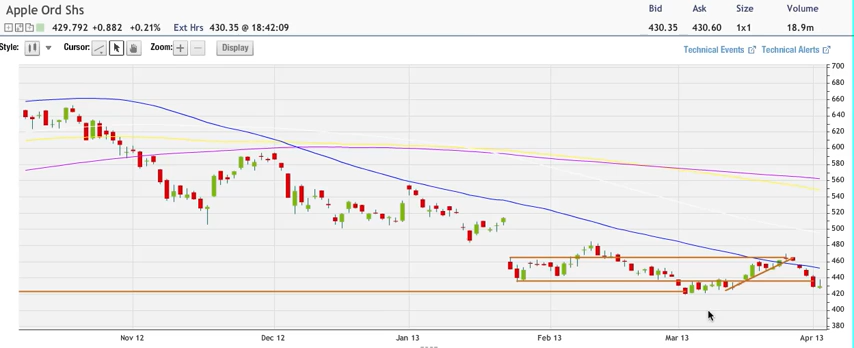 Apple Ord Shs
429.792 +0.882 +0.21% Ext Hrs 430.35 @ 18:42:09
Bid Ask Size Volume
430.35 430.60 1x1 18.9m
Style: Cursor: Zoom: Display
Technical Events Technical Alerts
700
680
660
640
620
600
580
560
540
520
500
480
460
440
420
400
380
Nov 12 Dec 12 Jan 13 Feb 13 Mar 13 Apr 13